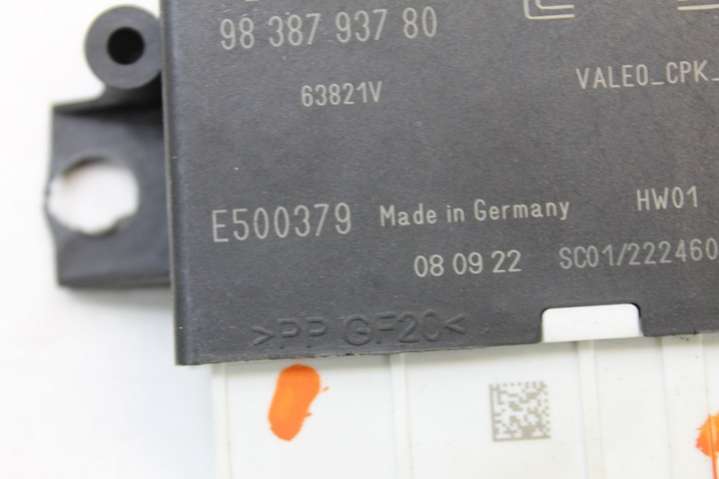 98 387 937 80
63821V
VALEO_CPK_
E500379 Made in Germany HW01
08 09 22 SC01/222460
>PP GF20<